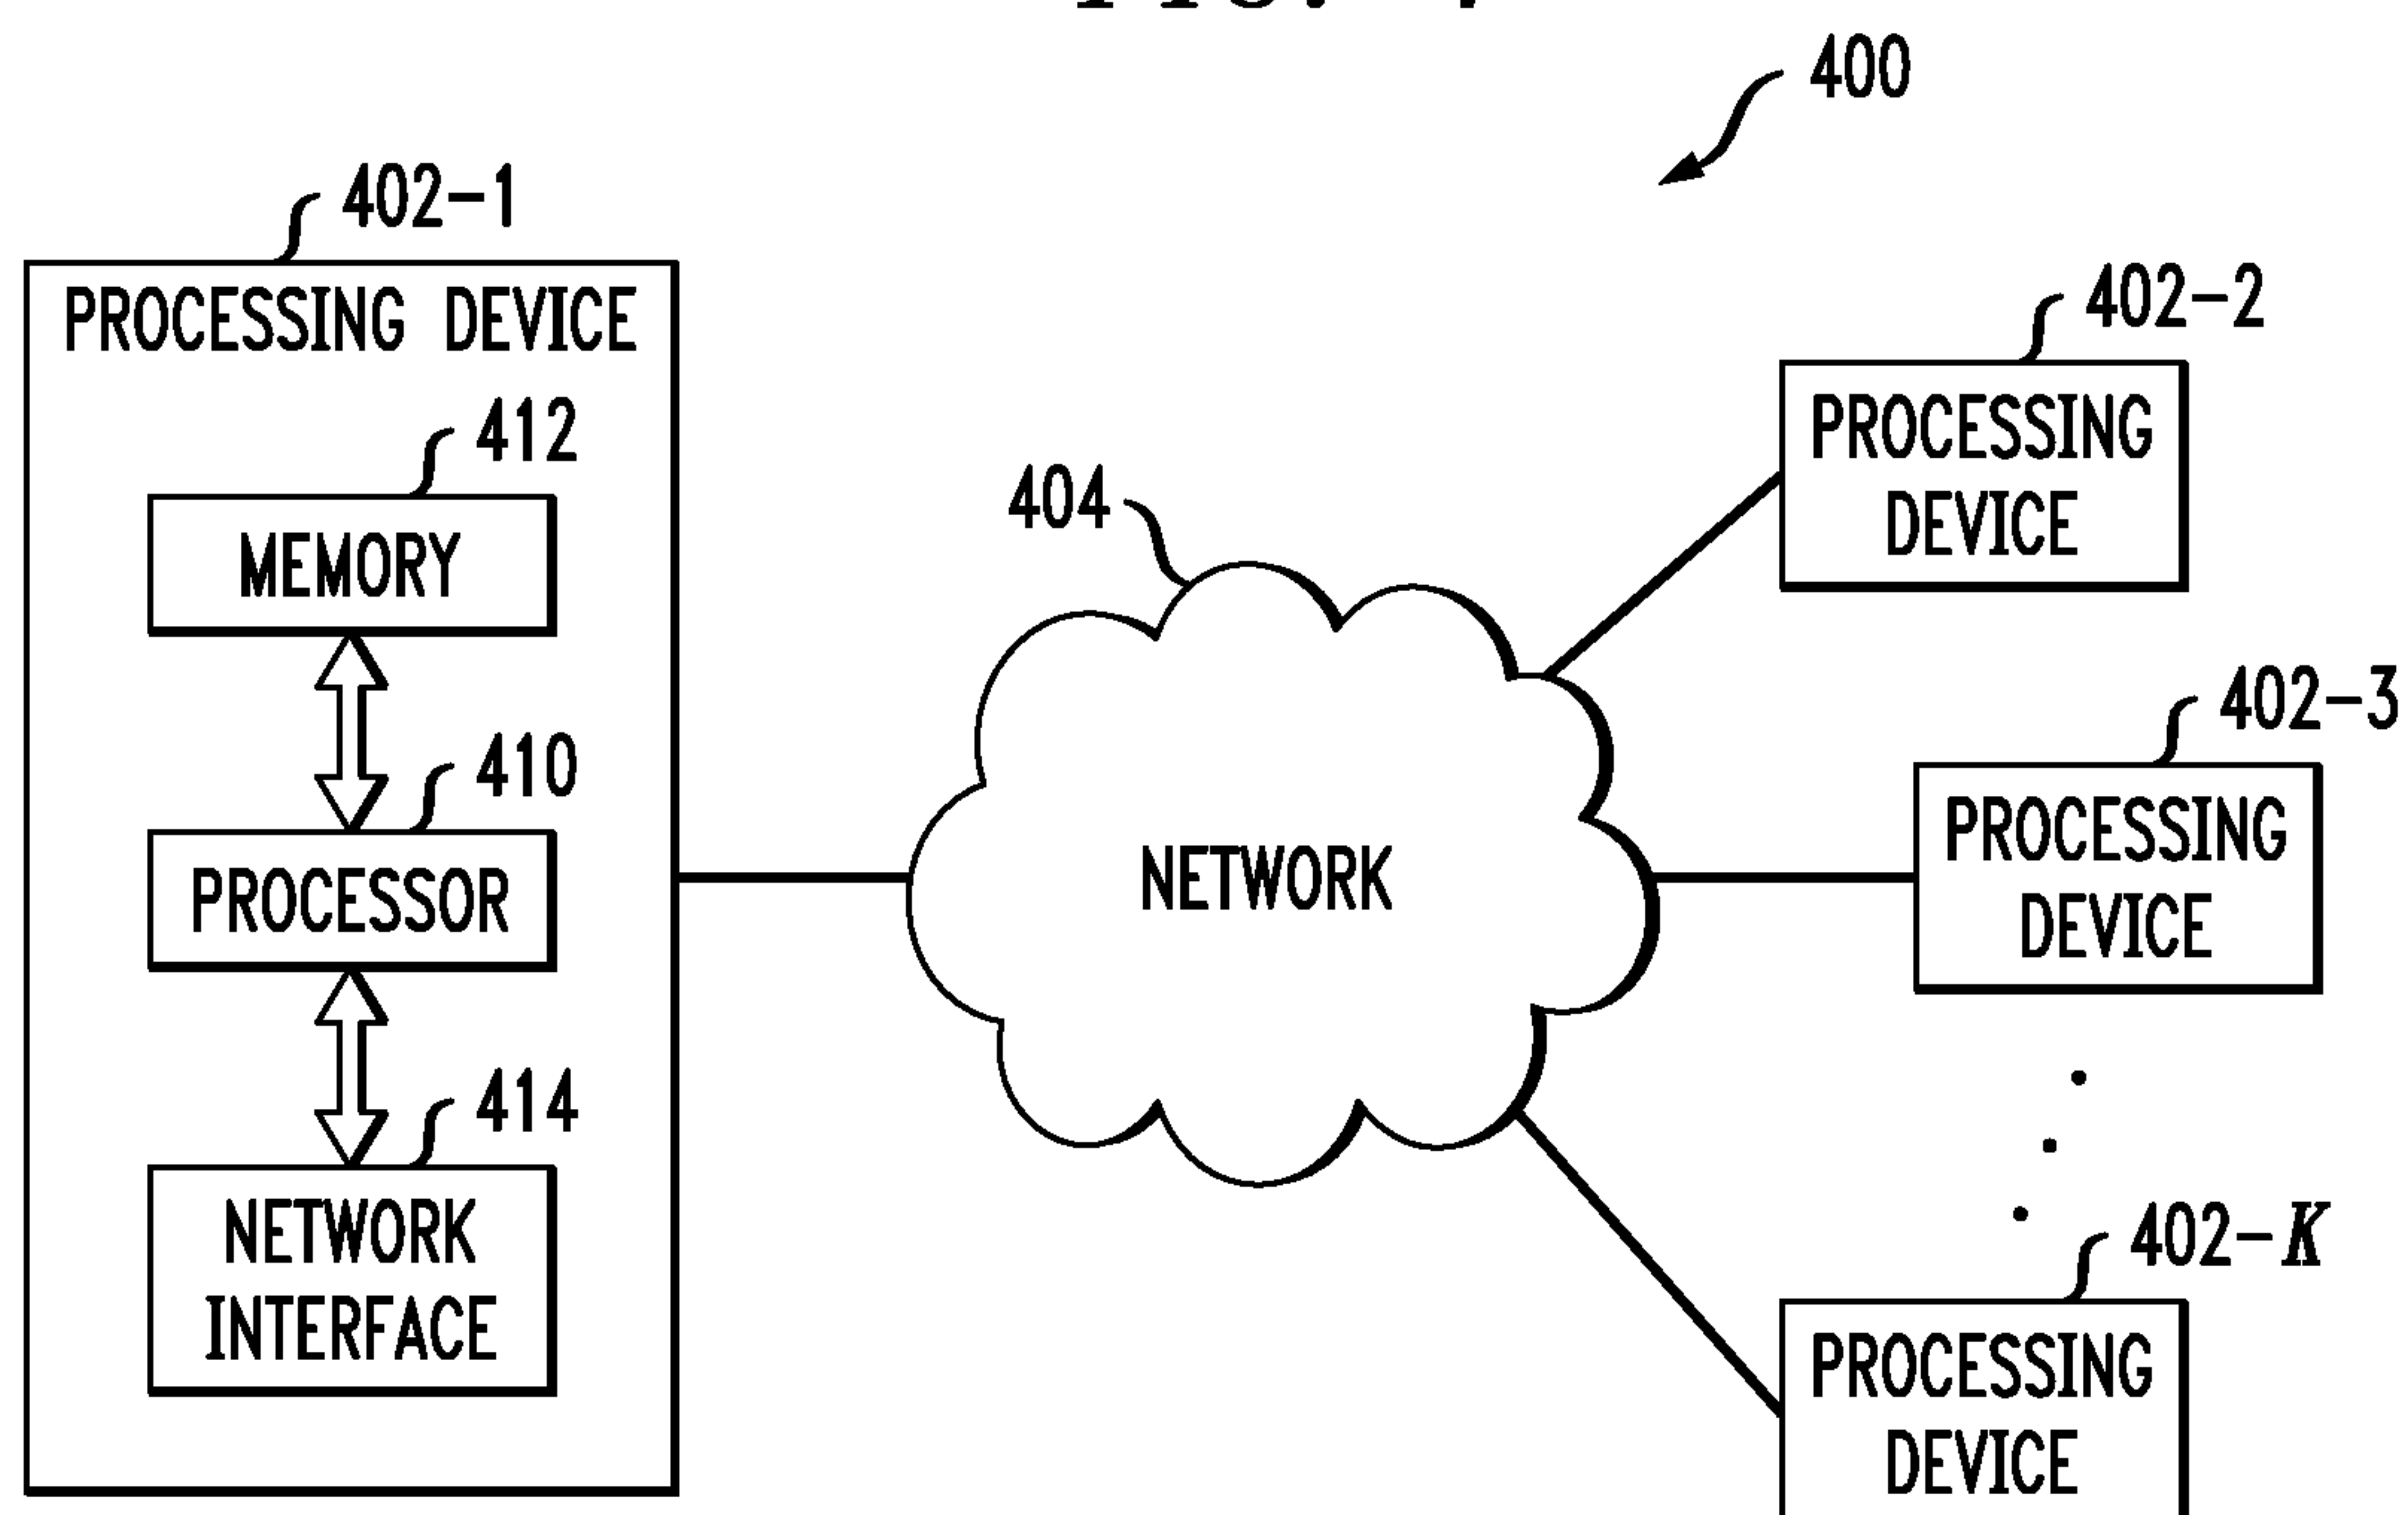 400
402-1
PROCESSING DEVICE
412
MEMORY
410
PROCESSOR
414
NETWORK
INTERFACE
404
NETWORK
402-2
PROCESSING
DEVICE
402-3
PROCESSING
DEVICE
402-K
PROCESSING
DEVICE